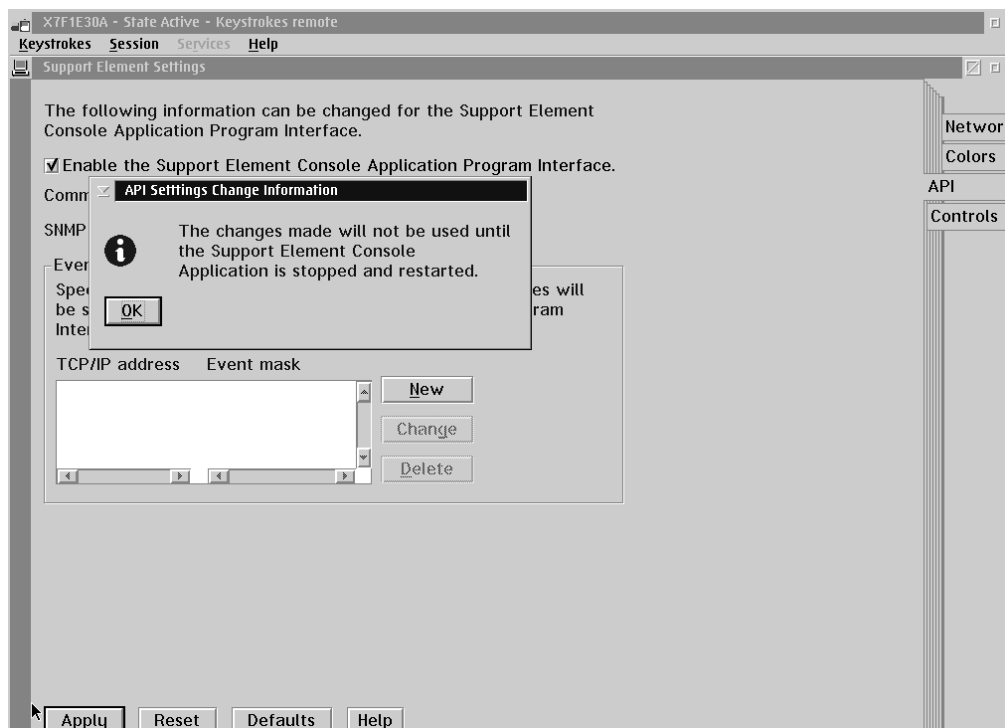 X7F1E30A - State Active - Keystrokes remote
Keystrokes Session Services Help
Support Element Settings
The following information can be changed for the Support Element
Console Application Program Interface.
Enable the Support Element Console Application Program Interface.
API Setttings Change Information
SNMP
The changes made will not be used until
the Support Element Console
Application is stopped and restarted.
OK
es will
be s
ram
TCP/IP address Event mask
New
Change
Delete
Apply Reset Defaults Help
Networ
Colors
API
Controls